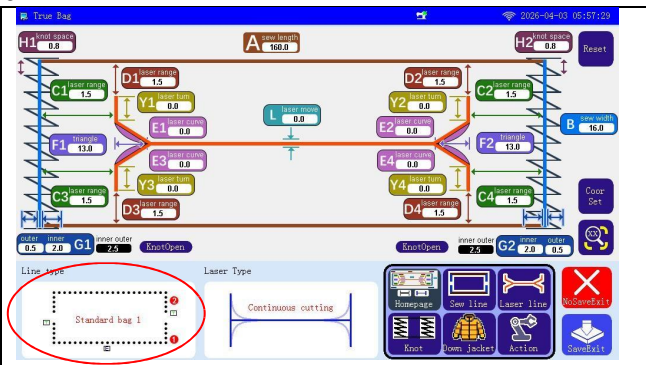 True Bag 2026-04-03 05:57:29
H1 knot space 0.8
A sew length 160.0
H2 knot space 0.8
Reset
C1 laser range 1.5
D1 laser range 1.5
D2 laser range 1.5
C2 laser range 1.5
Y1 laser turn 0.0
Y2 laser turn 0.0
E1 laser curve 0.0
L laser move 0.0
E2 laser curve 0.0
B sew width 16.0
F1 triangle 13.0
F2 triangle 13.0
E3 laser curve 0.0
E4 laser curve 0.0
Y3 laser turn 0.0
Y4 laser turn 0.0
C3 laser range 1.5
D3 laser range 1.5
D4 laser range 1.5
C4 laser range 1.5
Coor
Set
outer 0.5 inner 2.0 G1 inner outer 2.5 KnotOpen
KnotOpen inner outer 2.5 G2 inner 2.0 outer 0.5
XX
Line type
Laser Type
Standard bag 1
2
1
Continuous cutting
Homepage Sew line Laser line
NoSaveExit
Knot Down jacket Action
SaveExit